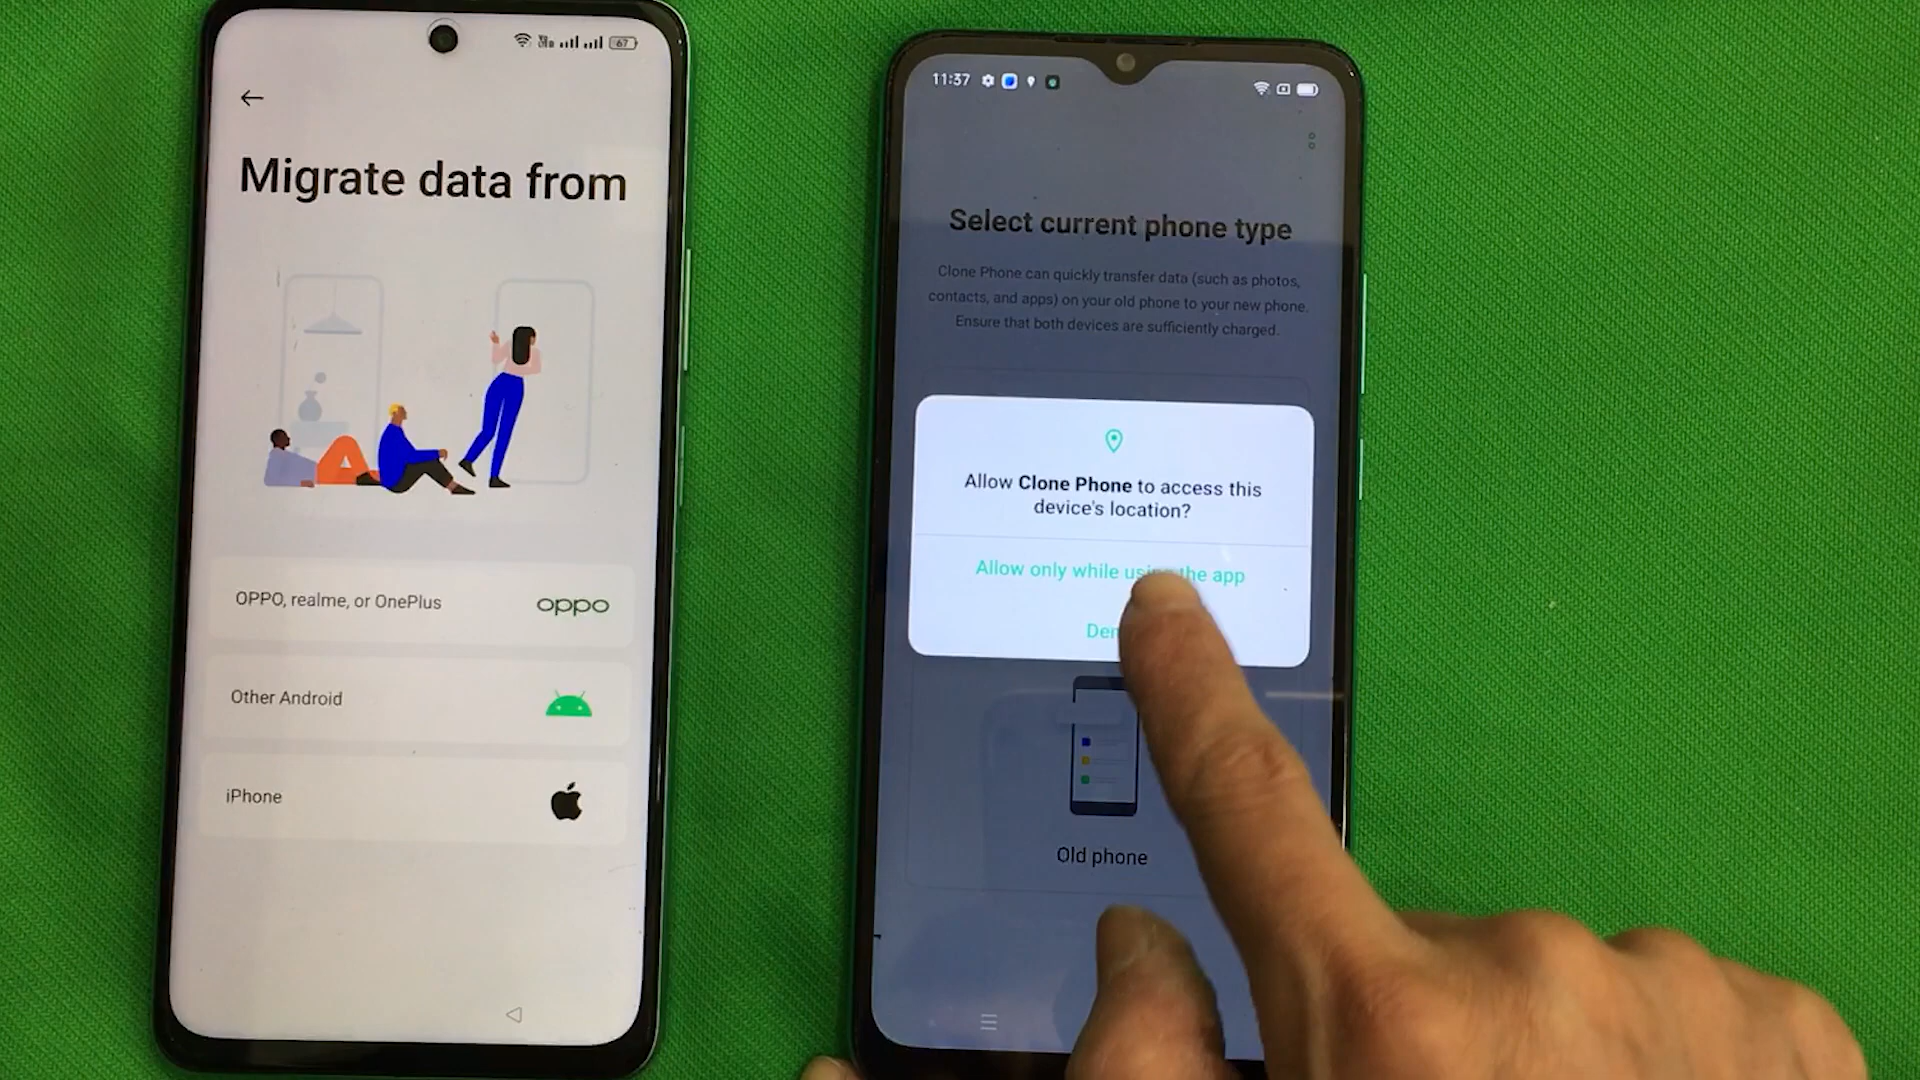 67
Migrate data from
OPPO, realme, or OnePlus
oppo
Other Android
iPhone
11:37
Select current phone type
Clone Phone can quickly transfer data (such as photos,
contacts, and apps) on your old phone to your new phone.
Ensure that both devices are sufficiently charged.
Allow Clone Phone to access this
device's location?
Allow only while using the app
Old phone